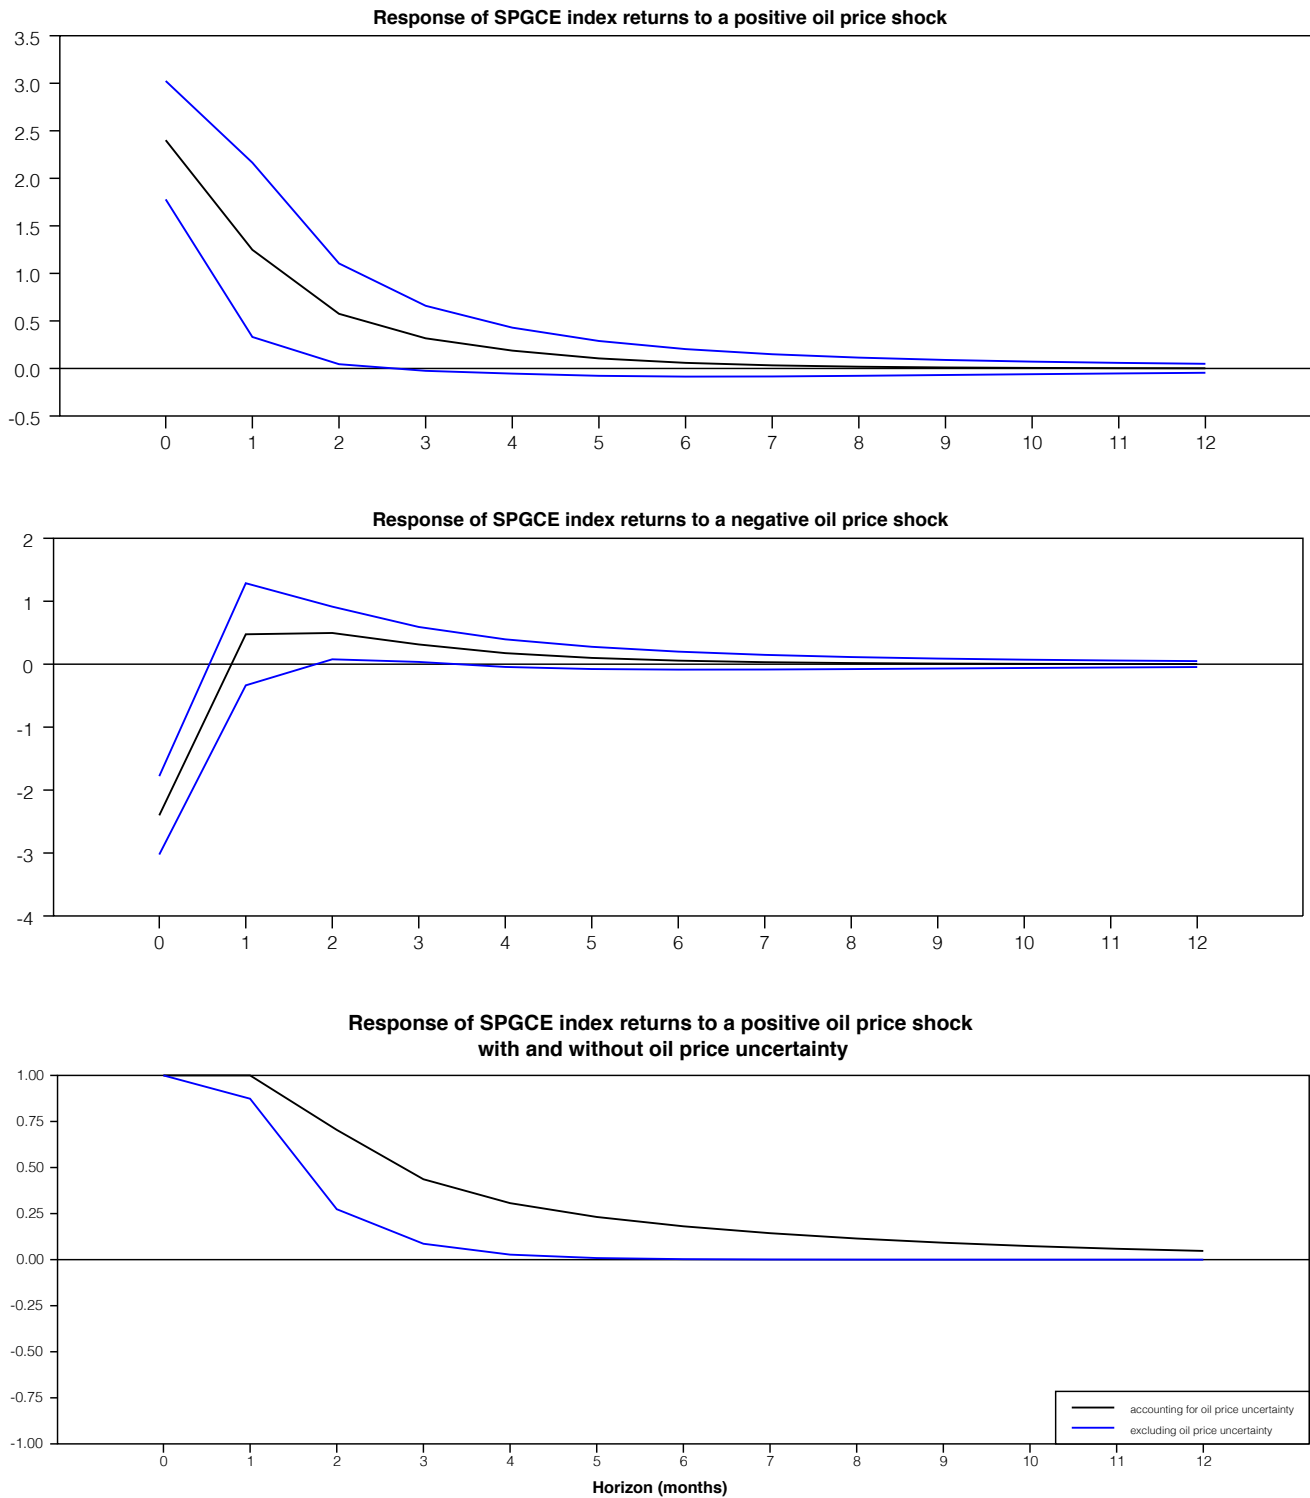 Response of SPGCE index returns to a positive oil price shock
3.5
3.0
2.5
2.0
1.5
1.0
0.5
0.0
-0.5
0 1 2 3 4 5 6 7 8 9 10 11 12
Response of SPGCE index returns to a negative oil price shock
2
1
0
-1
-2
-3
-4
0 1 2 3 4 5 6 7 8 9 10 11 12
Response of SPGCE index returns to a positive oil price shock
with and without oil price uncertainty
1.00
0.75
0.50
0.25
0.00
-0.25
-0.50
-0.75
-1.00
accounting for oil price uncertainty
excluding oil price uncertainty
0 1 2 3 4 5 6 7 8 9 10 11 12
Horizon (months)